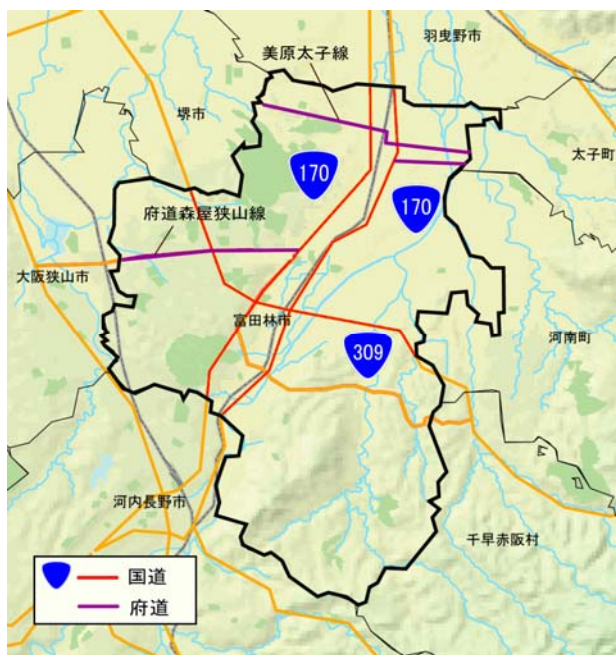 羽曳野市
美原太子線
堺市
太子町
170
170
府道森屋狭山線
大阪狭山市
富田林市
河南町
309
河内長野市
千早赤阪村
国道
府道